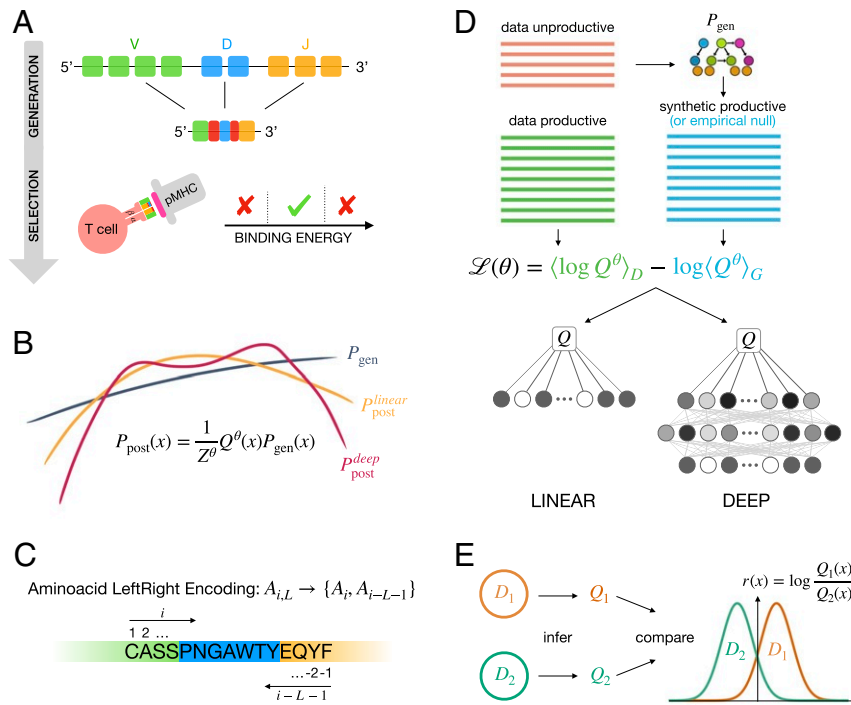 A
GENERATION
SELECTION
V D J
5’ 3’
5’ 3’
T cell
pMHC
✘ ✓ ✘
BINDING ENERGY
B
P_gen
P_post^linear
P_post^deep
P_post(x) = 1/Z^θ Q^θ(x)P_gen(x)
C
Aminoacid LeftRight Encoding: A_{i,L} → {A_i, A_{i−L−1}}
i
1 2 ...
CASSPNGAWTYEQYF
...-2-1
i−L−1
D
data unproductive
P_gen
data productive
synthetic productive
(or empirical null)
ℒ(θ) = ⟨log Q^θ⟩_D − log⟨Q^θ⟩_G
Q Q
LINEAR DEEP
E
D_1 Q_1
infer compare
D_2 Q_2
r(x) = log Q_1(x)/Q_2(x)
D_2 D_1